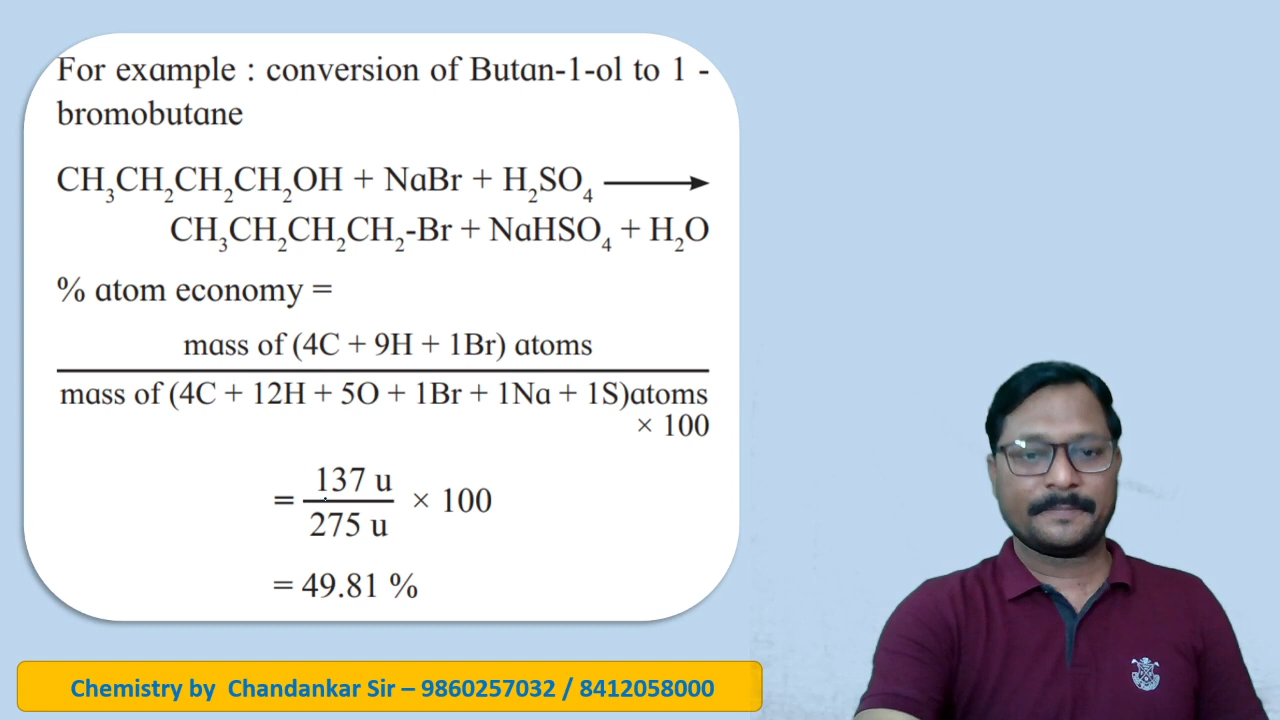 For example : conversion of Butan-1-ol to 1 -
bromobutane
CH₃CH₂CH₂CH₂OH + NaBr + H₂SO₄ ⟶
CH₃CH₂CH₂CH₂-Br + NaHSO₄ + H₂O
% atom economy =
mass of (4C + 9H + 1Br) atoms
mass of (4C + 12H + 5O + 1Br + 1Na + 1S)atoms
× 100
= 137 u / 275 u × 100
= 49.81 %
Chemistry by Chandankar Sir – 9860257032 / 8412058000